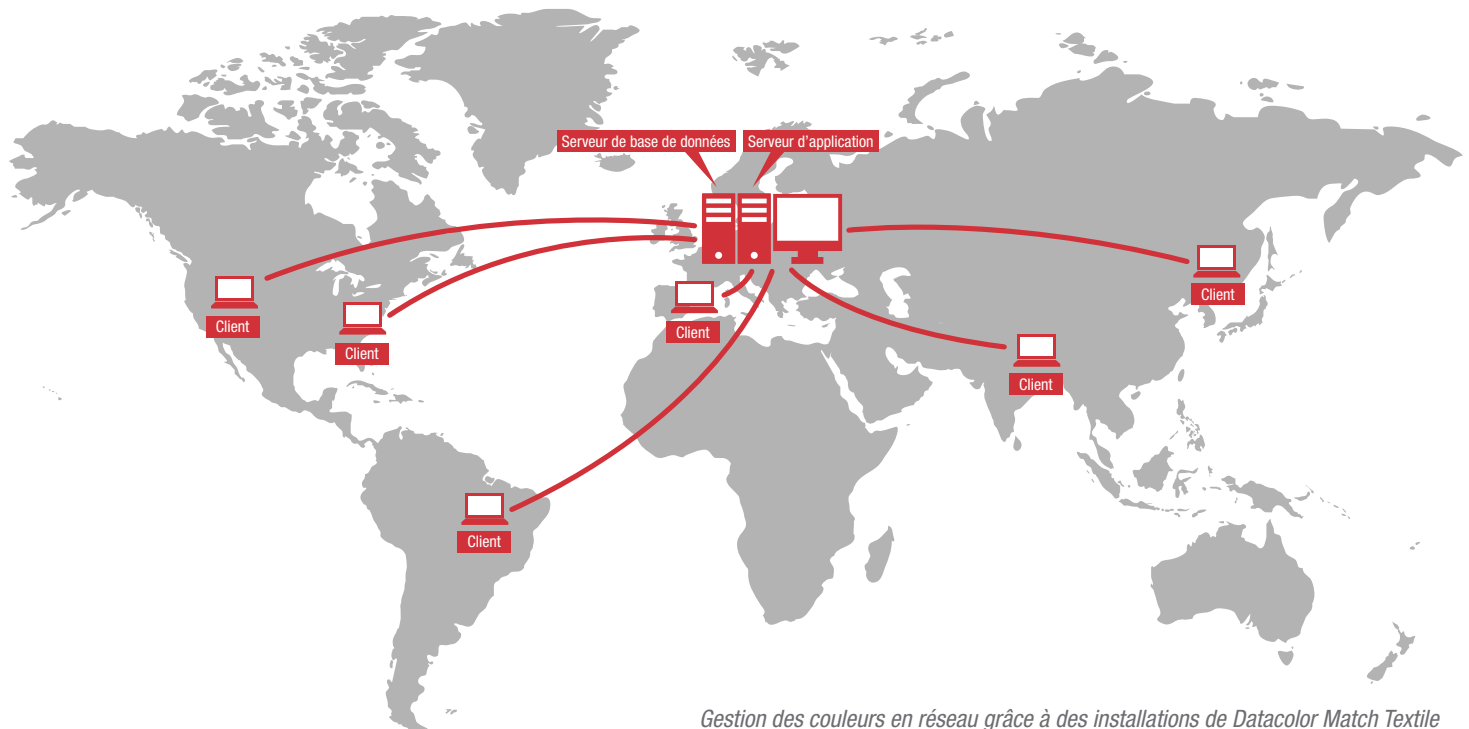 Serveur de base de données
Serveur d'application
Client
Client
Client
Client
Client
Client
Gestion des couleurs en réseau grâce à des installations de Datacolor Match Textile